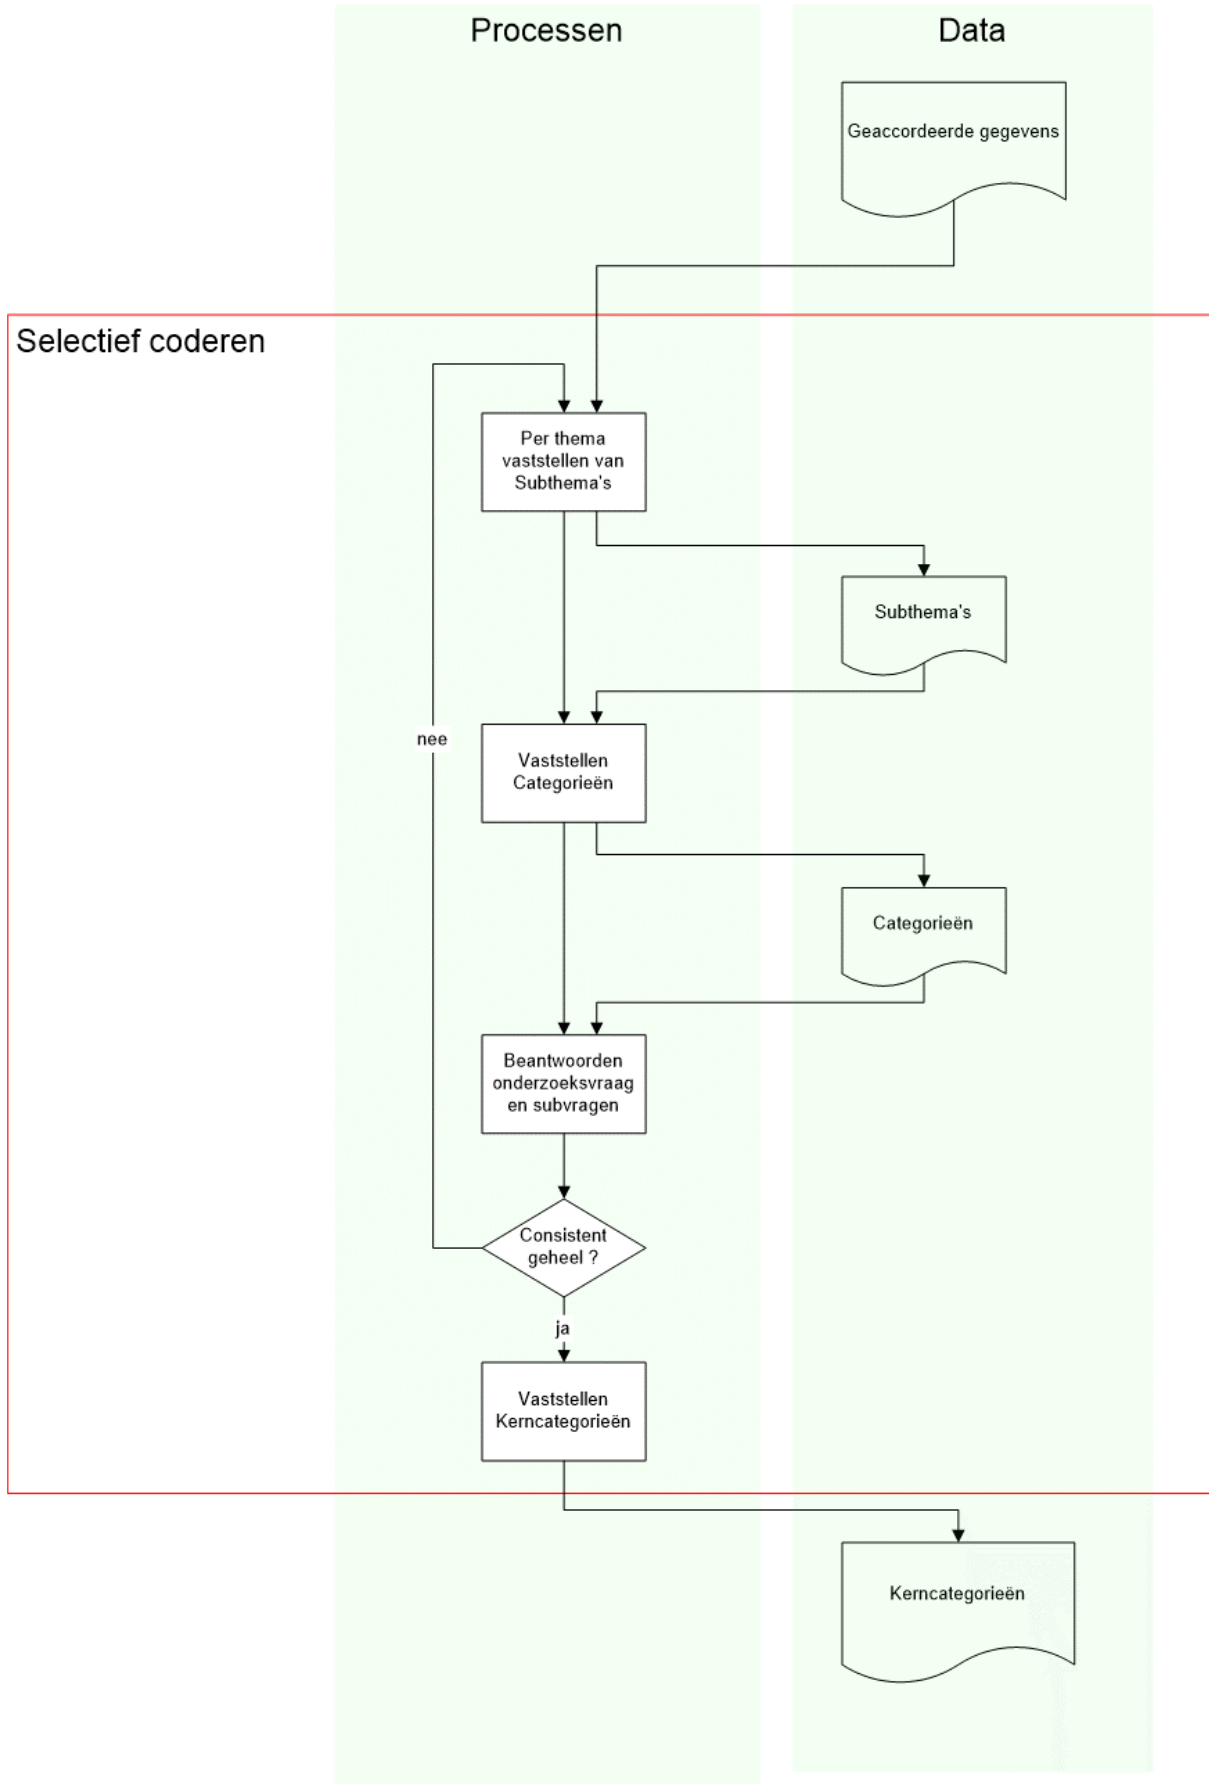 Processen
Data
Geaccordeerde gegevens
Selectief coderen
Per thema
vaststellen van
Subthema's
Subthema's
nee
Vaststellen
Categorieën
Categorieën
Beantwoorden
onderzoeksvraag
en subvragen
Consistent
geheel ?
ja
Vaststellen
Kerncategorieën
Kerncategorieën